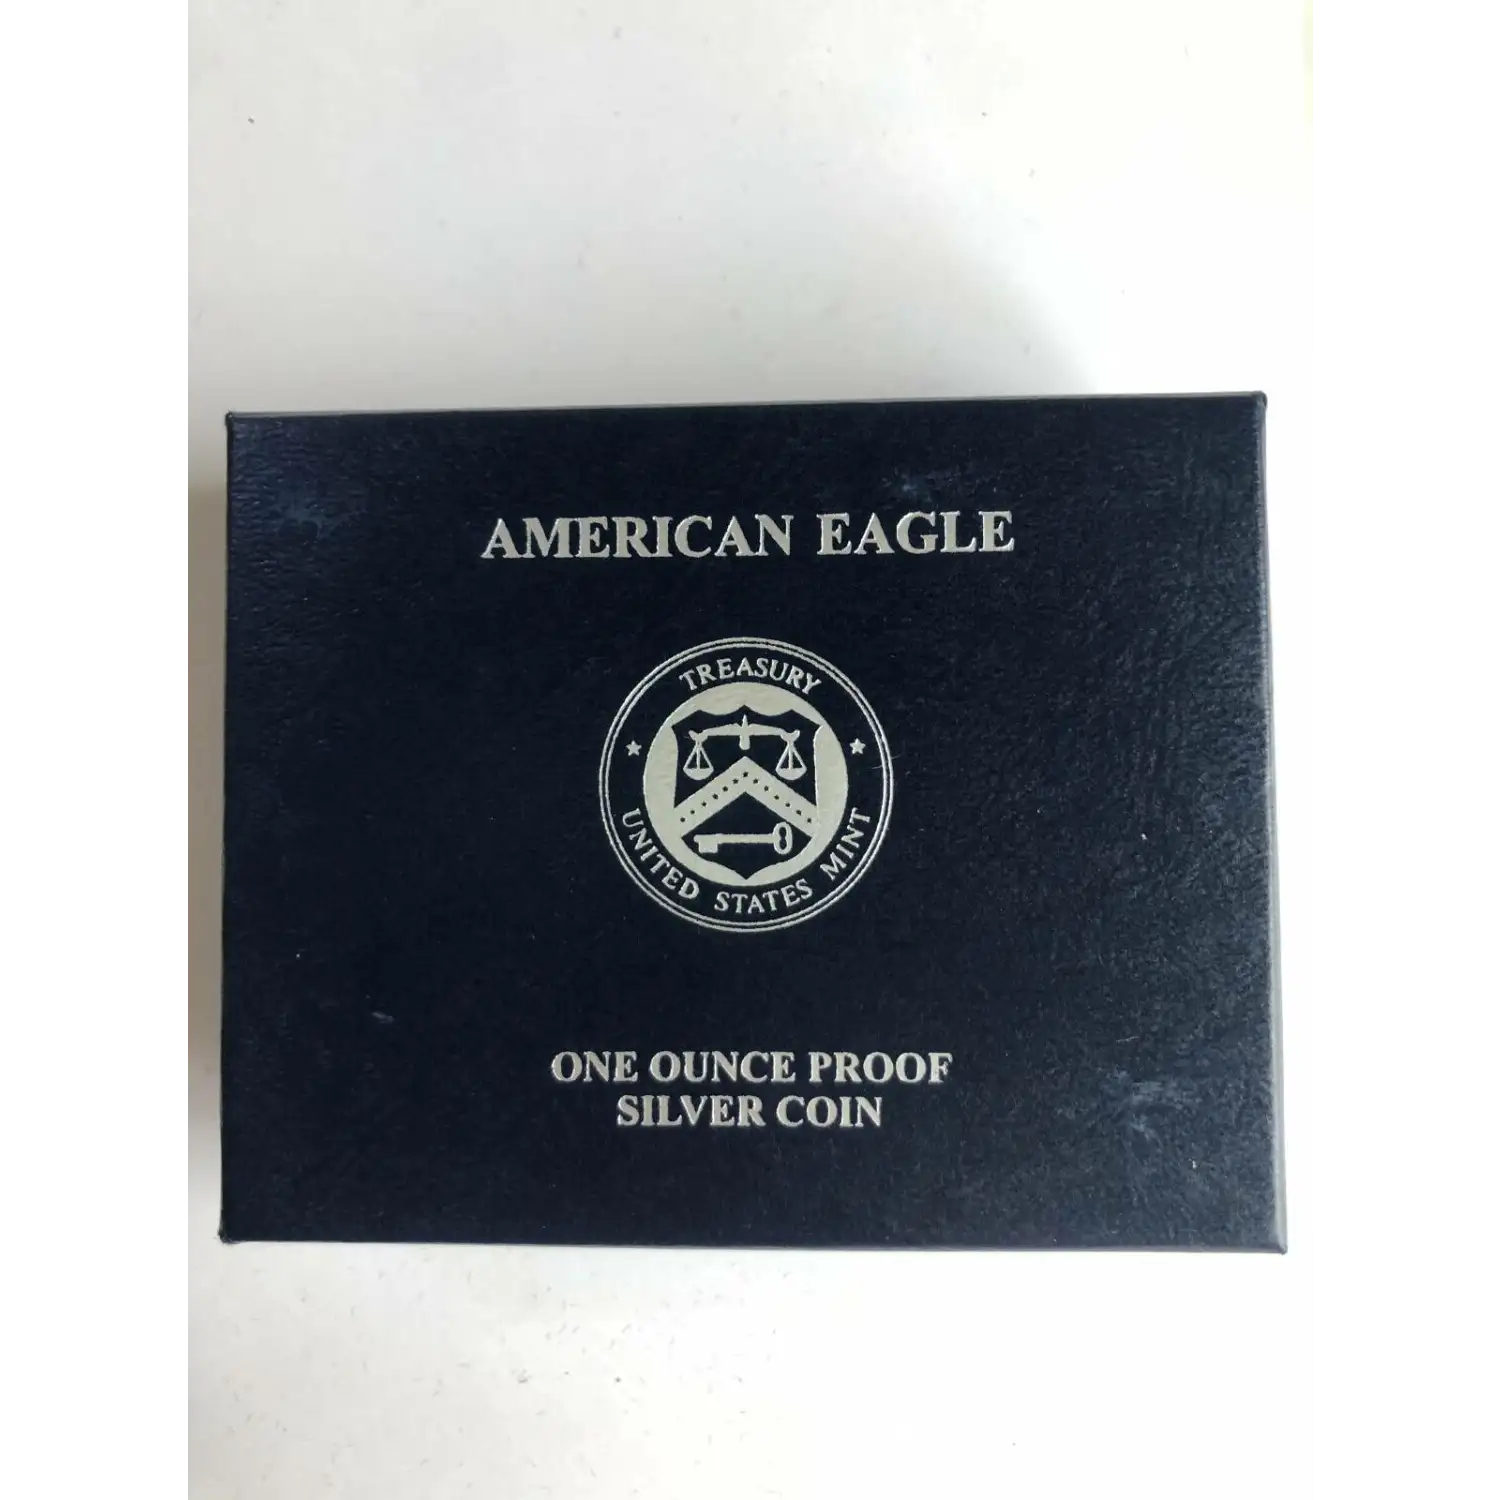 AMERICAN EAGLE
TREASURY
UNITED STATES MINT
ONE OUNCE PROOF
SILVER COIN